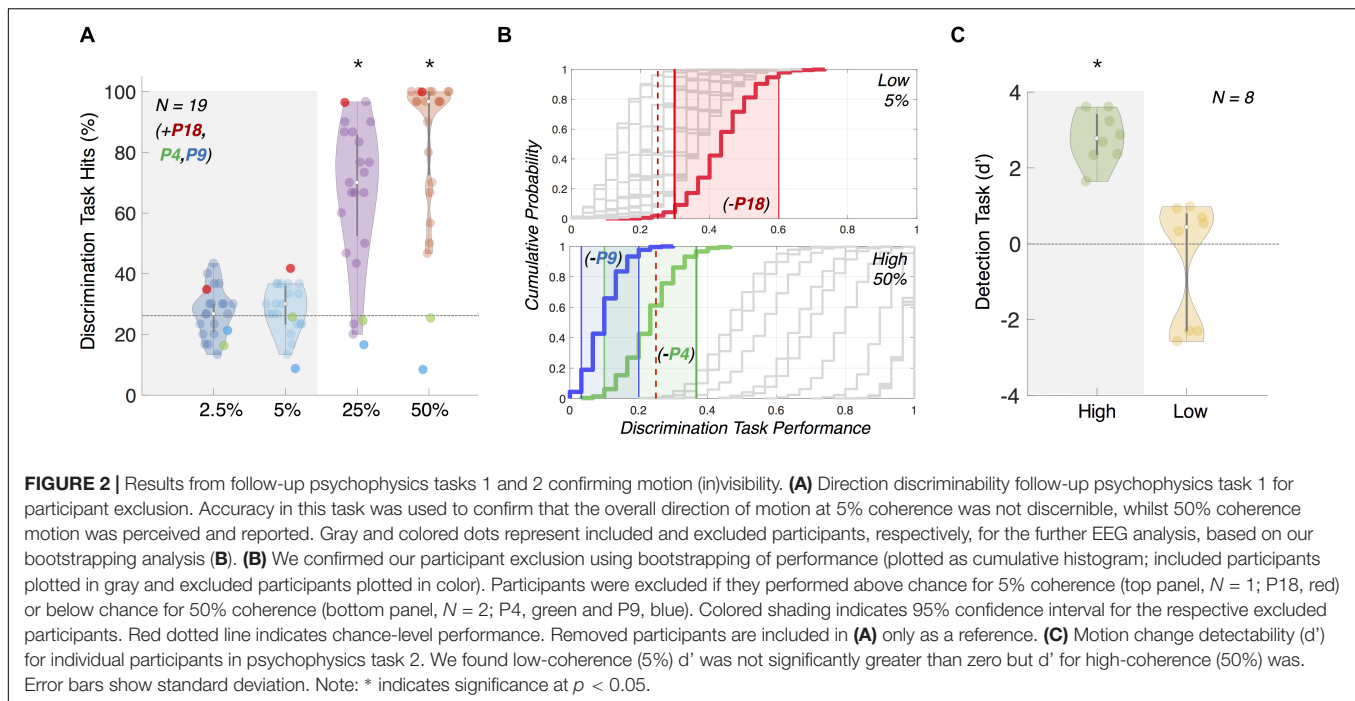 A
Discrimination Task Hits (%)
100
80
60
40
20
0
N = 19
(+P18,
P4,P9)
*
*
2.5%
5%
25%
50%
B
Cumulative Probability
1
0.8
0.6
0.4
0.2
0
Low
5%
(-P18)
0
0.2
0.4
0.6
0.8
1
1
0.8
0.6
0.4
0.2
0
(-P9)
High
50%
(-P4)
0
0.2
0.4
0.6
0.8
1
Discrimination Task Performance
C
Detection Task (d’)
4
2
0
-2
-4
*
N = 8
High
Low
FIGURE 2 | Results from follow-up psychophysics tasks 1 and 2 confirming motion (in)visibility. (A) Direction discriminability follow-up psychophysics task 1 for
participant exclusion. Accuracy in this task was used to confirm that the overall direction of motion at 5% coherence was not discernible, whilst 50% coherence
motion was perceived and reported. Gray and colored dots represent included and excluded participants, respectively, for the further EEG analysis, based on our
bootstrapping analysis (B). (B) We confirmed our participant exclusion using bootstrapping of performance (plotted as cumulative histogram; included participants
plotted in gray and excluded participants plotted in color). Participants were excluded if they performed above chance for 5% coherence (top panel, N = 1; P18, red)
or below chance for 50% coherence (bottom panel, N = 2; P4, green and P9, blue). Colored shading indicates 95% confidence interval for the respective excluded
participants. Red dotted line indicates chance-level performance. Removed participants are included in (A) only as a reference. (C) Motion change detectability (d’)
for individual participants in psychophysics task 2. We found low-coherence (5%) d’ was not significantly greater than zero but d’ for high-coherence (50%) was.
Error bars show standard deviation. Note: * indicates significance at p < 0.05.